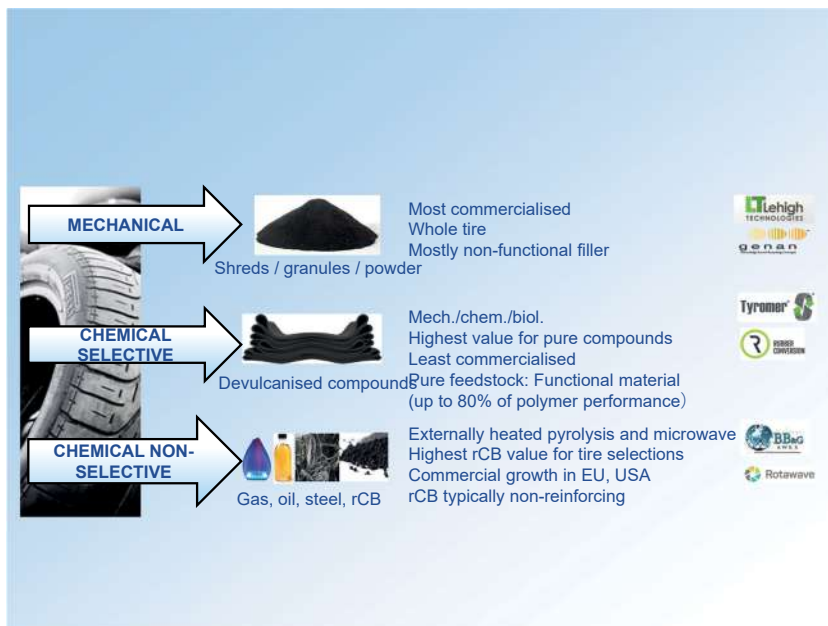 MECHANICAL
Shreds / granules / powder
Most commercialised
Whole tire
Mostly non-functional filler
LTLehigh
TECHNOLOGIES
genan
CHEMICAL
SELECTIVE
Devulcanised compounds
Mech./chem./biol.
Highest value for pure compounds
Least commercialised
Pure feedstock: Functional material
(up to 80% of polymer performance）
Tyromer
R RUBBER
CONVERSION
CHEMICAL NON-
SELECTIVE
Gas, oil, steel, rCB
Externally heated pyrolysis and microwave
Highest rCB value for tire selections
Commercial growth in EU, USA
rCB typically non-reinforcing
BB&G
Rotawave